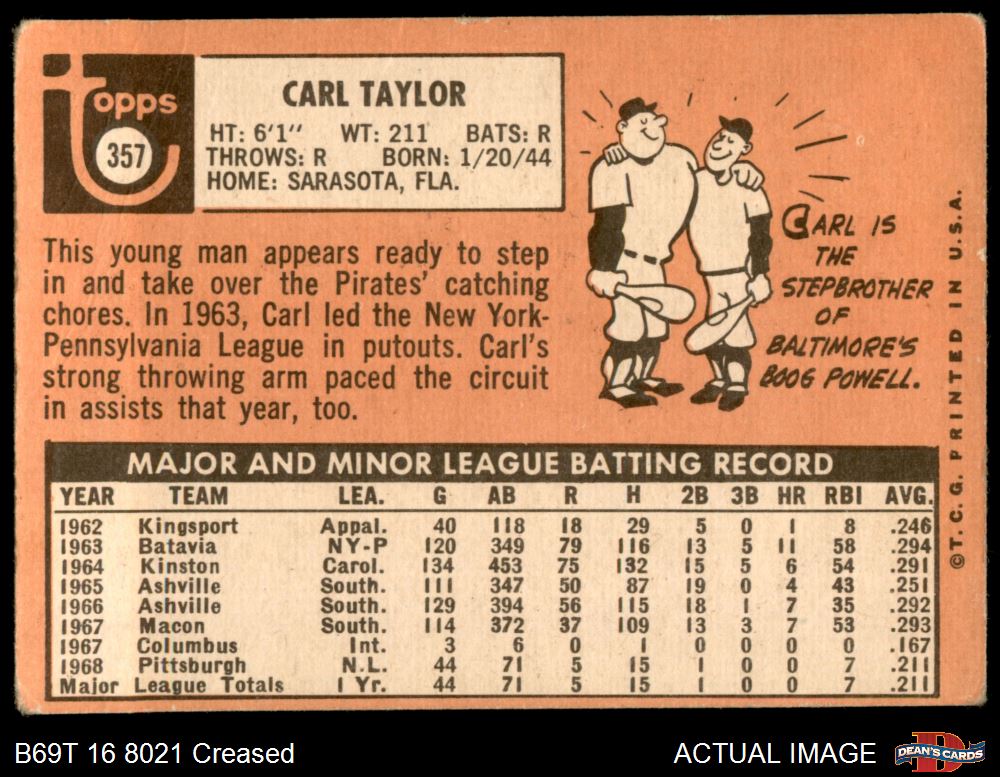 Topps
357
CARL TAYLOR
HT: 6'1" WT: 211 BATS: R
THROWS: R BORN: 1/20/44
HOME: SARASOTA, FLA.
This young man appears ready to step
in and take over the Pirates' catching
chores. In 1963, Carl led the New York-
Pennsylvania League in putouts. Carl's
strong throwing arm paced the circuit
in assists that year, too.
CARL IS
THE
STEPBROTHER
OF
BALTIMORE'S
BOOG POWELL.
©T. C. G. PRINTED IN U.S.A.
MAJOR AND MINOR LEAGUE BATTING RECORD
YEAR TEAM LEA. G AB R H 2B 3B HR RBI AVG.
1962 Kingsport Appal. 40 118 18 29 5 0 1 8 .246
1963 Batavia NY-P 120 349 79 116 13 5 11 58 .294
1964 Kinston Carol. 134 453 75 132 15 5 6 54 .291
1965 Ashville South. 111 347 50 87 19 0 4 43 .251
1966 Ashville South. 129 394 56 115 18 1 7 35 .292
1967 Macon South. 114 372 37 109 13 3 7 53 .293
1967 Columbus Int. 3 6 0 1 0 0 0 0 .167
1968 Pittsburgh N.L. 44 71 5 15 1 0 0 7 .211
Major League Totals 1 Yr. 44 71 5 15 1 0 0 7 .211
B69T 16 8021 Creased
ACTUAL IMAGE
DEAN'S CARDS